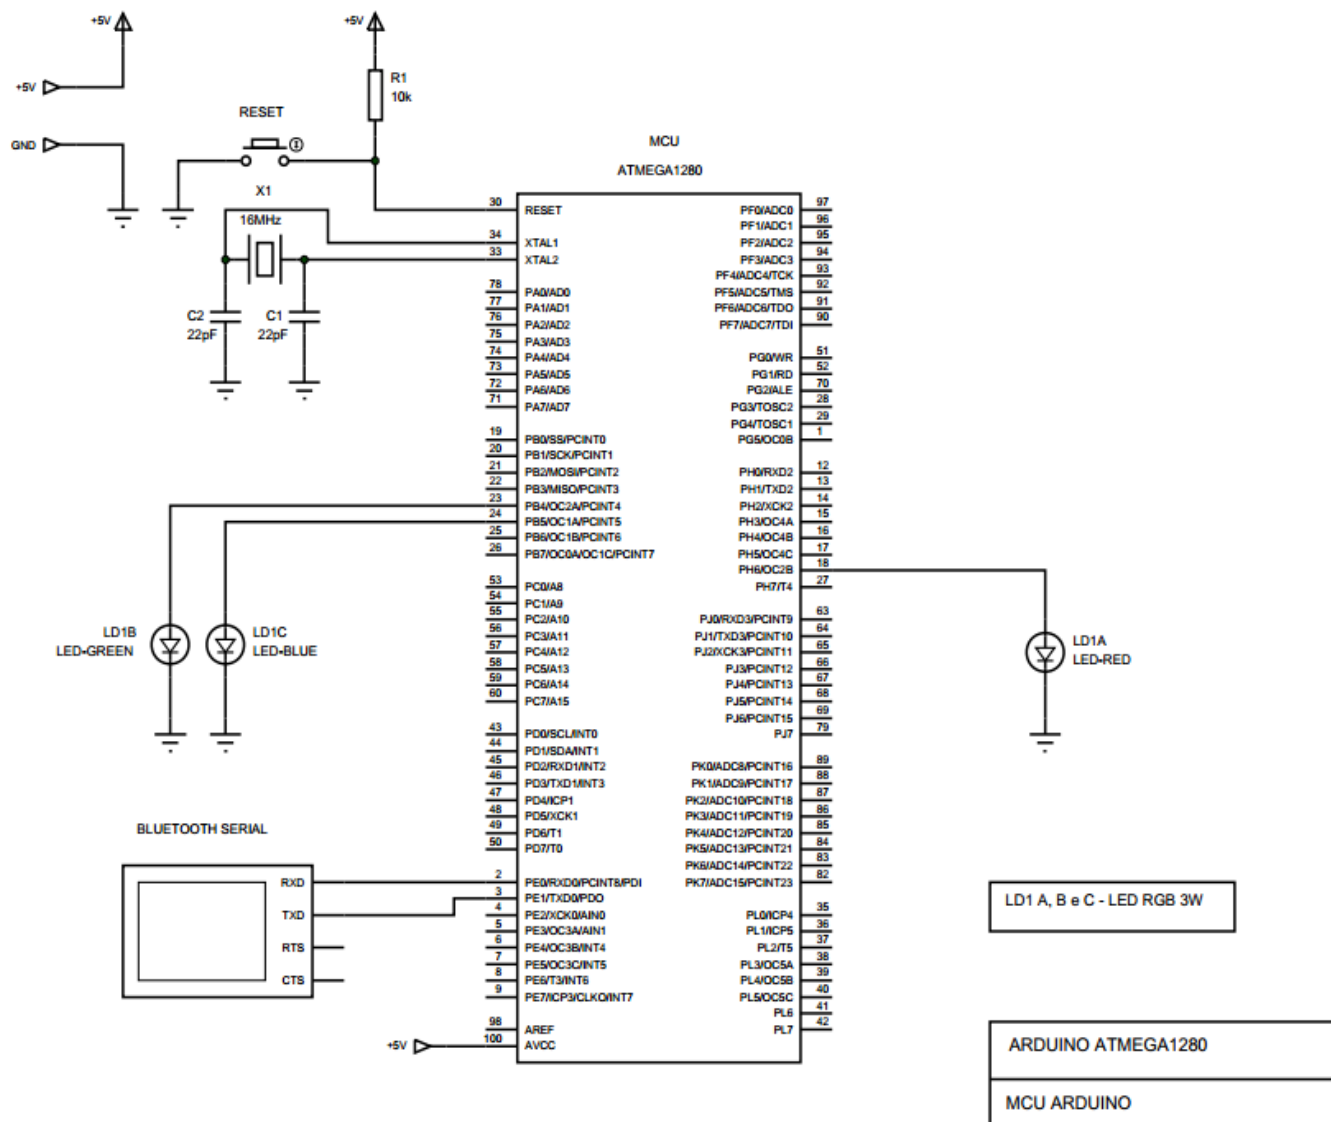 +5V
+5V
+5V
GND
R1
10k
RESET
X1
16MHz
C2
22pF
C1
22pF
MCU
ATMEGA1280
30 RESET
34 XTAL1
33 XTAL2
78 PA0/AD0
77 PA1/AD1
76 PA2/AD2
75 PA3/AD3
74 PA4/AD4
73 PA5/AD5
72 PA6/AD6
71 PA7/AD7
19 PB0/SS/PCINT0
20 PB1/SCK/PCINT1
21 PB2/MOSI/PCINT2
22 PB3/MISO/PCINT3
23 PB4/OC2A/PCINT4
24 PB5/OC1A/PCINT5
25 PB6/OC1B/PCINT6
26 PB7/OC0A/OC1C/PCINT7
53 PC0/A8
54 PC1/A9
55 PC2/A10
56 PC3/A11
57 PC4/A12
58 PC5/A13
59 PC6/A14
60 PC7/A15
43 PD0/SCL/INT0
44 PD1/SDA/INT1
45 PD2/RXD1/INT2
46 PD3/TXD1/INT3
47 PD4/ICP1
48 PD5/XCK1
49 PD6/T1
50 PD7/T0
2 PE0/RXD0/PCINT8/PDI
3 PE1/TXD0/PDO
4 PE2/XCK0/AIN0
5 PE3/OC3A/AIN1
6 PE4/OC3B/INT4
7 PE5/OC3C/INT5
8 PE6/T3/INT6
9 PE7/ICP3/CLKO/INT7
98 AREF
100 AVCC
+5V
PF0/ADC0 97
PF1/ADC1 96
PF2/ADC2 95
PF3/ADC3 94
PF4/ADC4/TCK 93
PF5/ADC5/TMS 92
PF6/ADC6/TDO 91
PF7/ADC7/TDI 90
PG0/WR 51
PG1/RD 52
PG2/ALE 70
PG3/TOSC2 28
PG4/TOSC1 29
PG5/OC0B 1
PH0/RXD2 12
PH1/TXD2 13
PH2/XCK2 14
PH3/OC4A 15
PH4/OC4B 16
PH5/OC4C 17
PH6/OC2B 18
PH7/T4 27
PJ0/RXD3/PCINT9 63
PJ1/TXD3/PCINT10 64
PJ2/XCK3/PCINT11 65
PJ3/PCINT12 66
PJ4/PCINT13 67
PJ5/PCINT14 68
PJ6/PCINT15 69
PJ7 79
PK0/ADC8/PCINT16 89
PK1/ADC9/PCINT17 88
PK2/ADC10/PCINT18 87
PK3/ADC11/PCINT19 86
PK4/ADC12/PCINT20 85
PK5/ADC13/PCINT21 84
PK6/ADC14/PCINT22 83
PK7/ADC15/PCINT23 82
PL0/ICP4 35
PL1/ICP5 36
PL2/T5 37
PL3/OC5A 38
PL4/OC5B 39
PL5/OC5C 40
PL6 41
PL7 42
LD1B
LED-GREEN
LD1C
LED-BLUE
LD1A
LED-RED
BLUETOOTH SERIAL
RXD
TXD
RTS
CTS
LD1 A, B e C - LED RGB 3W
ARDUINO ATMEGA1280
MCU ARDUINO